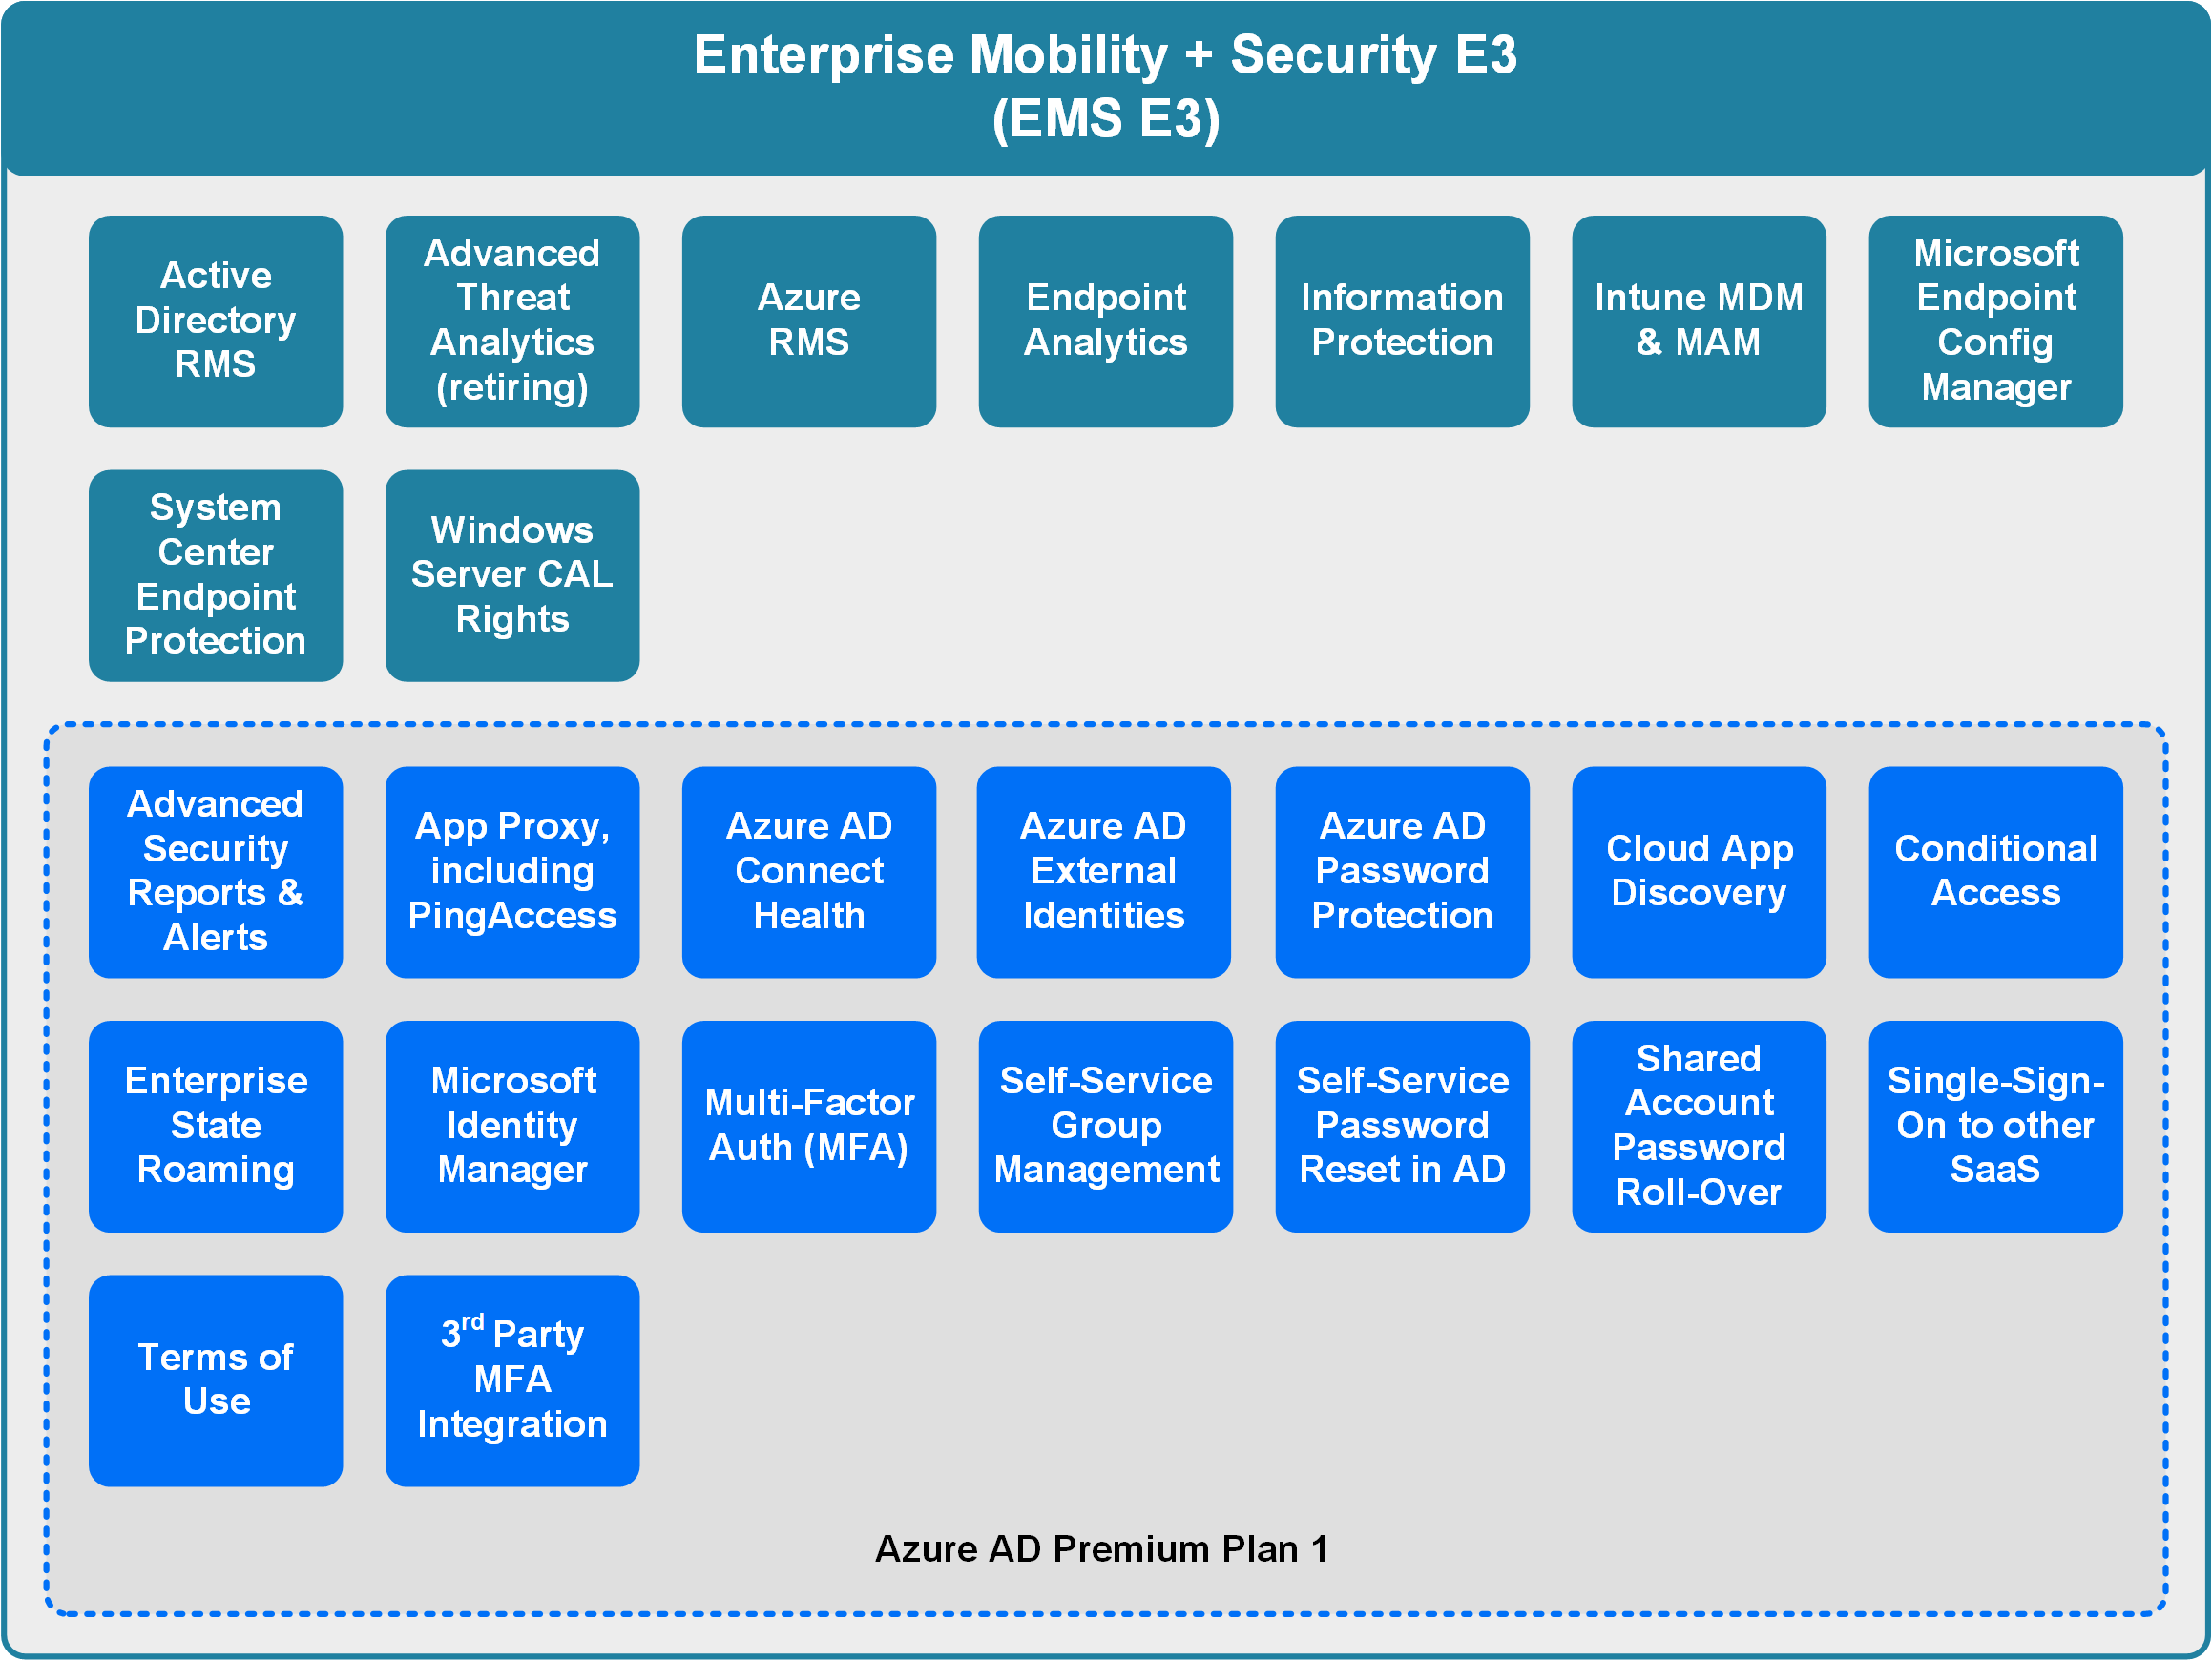 Enterprise Mobility + Security E3
(EMS E3)
Active
Directory
RMS
Advanced
Threat
Analytics
(retiring)
Azure
RMS
Endpoint
Analytics
Information
Protection
Intune MDM
& MAM
Microsoft
Endpoint
Config
Manager
System
Center
Endpoint
Protection
Windows
Server CAL
Rights
Advanced
Security
Reports &
Alerts
App Proxy,
including
PingAccess
Azure AD
Connect
Health
Azure AD
External
Identities
Azure AD
Password
Protection
Cloud App
Discovery
Conditional
Access
Enterprise
State
Roaming
Microsoft
Identity
Manager
Multi-Factor
Auth (MFA)
Self-Service
Group
Management
Self-Service
Password
Reset in AD
Shared
Account
Password
Roll-Over
Single-Sign-
On to other
SaaS
Terms of
Use
3rd Party
MFA
Integration
Azure AD Premium Plan 1